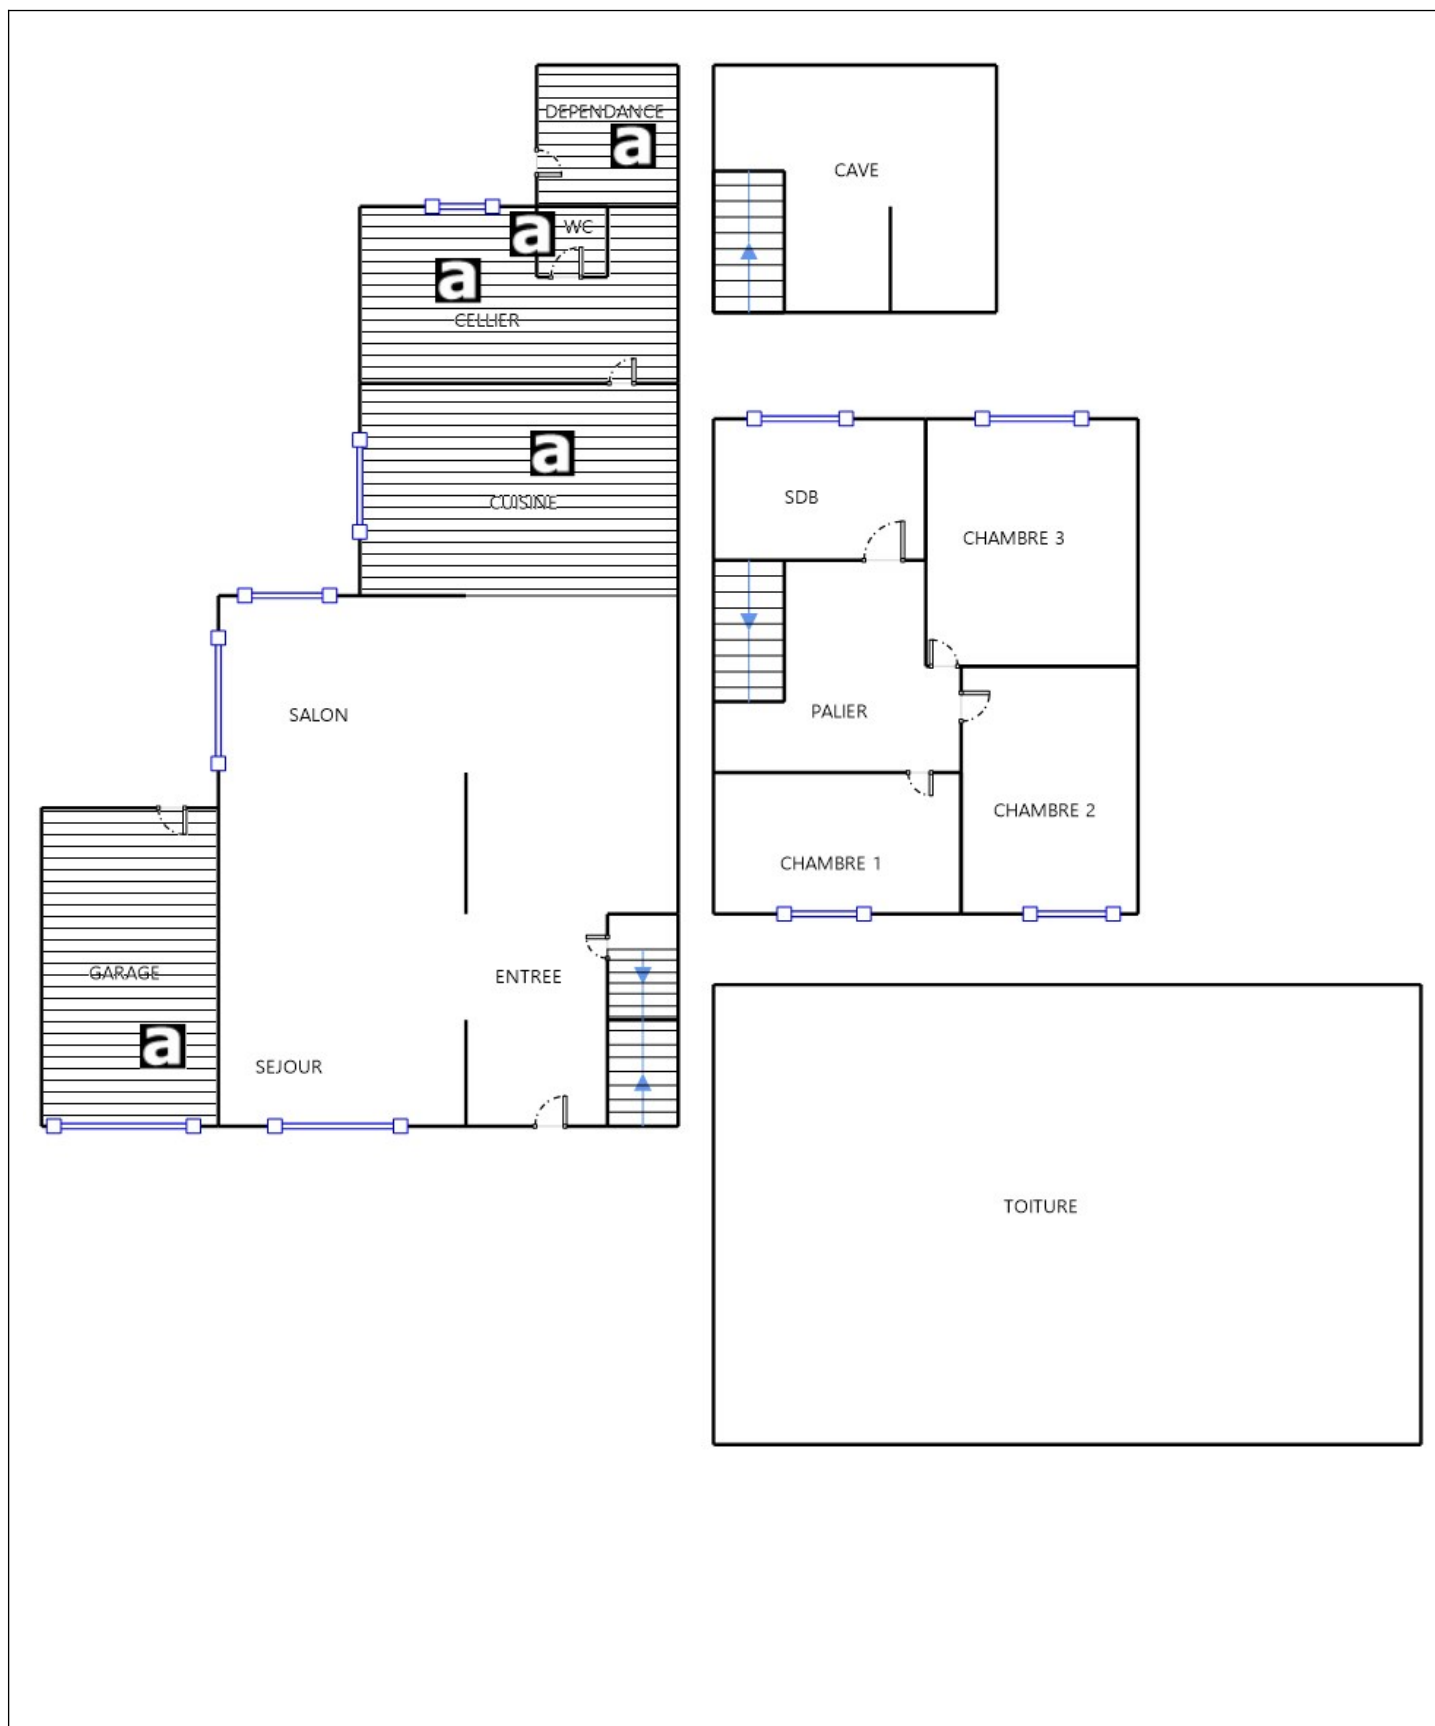 DEPENDANCE
a
a
WC
a
CELLIER
a
CUISINE
SALON
GARAGE
a
ENTREE
SEJOUR
CAVE
SDB
CHAMBRE 3
PALIER
CHAMBRE 2
CHAMBRE 1
TOITURE